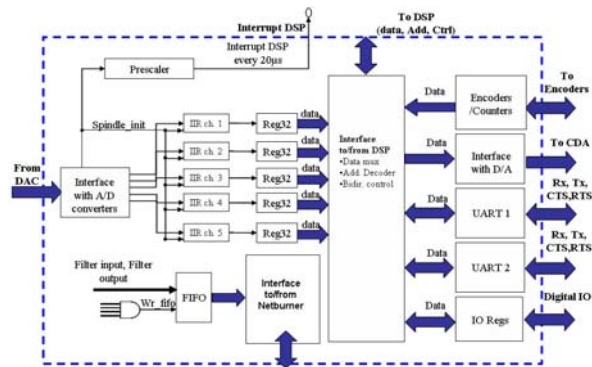 To DSP
(data, Add, Ctrl)
Interrupt DSP
Interrupt DSP
every 20µs
Prescaler
Spindle_init
From
DAC
Interface
with A/D
converters
IIR ch. 1
Reg32
data
IIR ch. 2
Reg32
data
IIR ch. 3
Reg32
data
IIR ch. 4
Reg32
data
IIR ch. 5
Reg32
data
Interface
to/from DSP
•Data mux
•Add. Decoder
•Bidir. control
Data
Encoders
/Counters
To
Encoders
Data
Interface
with D/A
To CDA
Data
UART 1
Rx, Tx,
CTS,RTS
Data
UART 2
Rx, Tx,
CTS,RTS
Data
IO Regs
Digital IO
Filter input, Filter
output
Wr_fifo
FIFO
Interface
to/from
Netburner